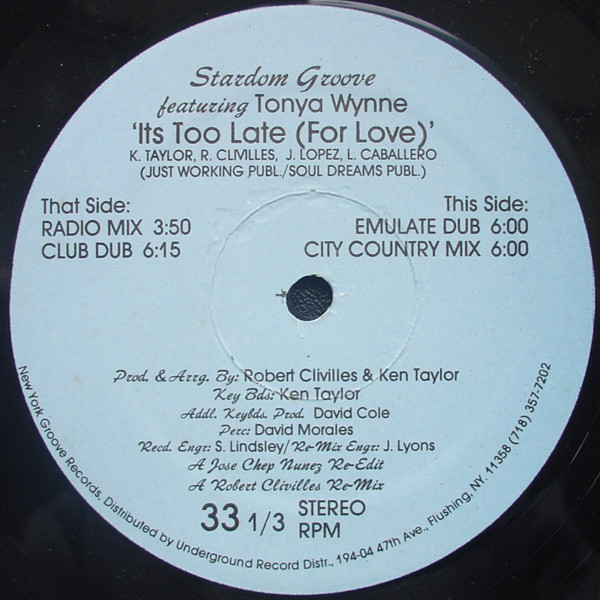 Stardom Groove
featuring Tonya Wynne
'Its Too Late (For Love)'
K. TAYLOR, R. CLIVILLES, J. LOPEZ, L. CABALLERO
(JUST WORKING PUBL./SOUL DREAMS PUBL.)
That Side:
RADIO MIX 3:50
CLUB DUB 6:15
This Side:
EMULATE DUB 6:00
CITY COUNTRY MIX 6:00
Prod. & Arrg. By: Robert Clivilles & Ken Taylor
Key Bds: Ken Taylor
Addl. Keybds. Prod. David Cole
Perc: David Morales
Recd. Engr: S. Lindsley/Re-Mix Engr: J. Lyons
A Jose Chep Nunez Re-Edit
A Robert Clivilles Re-Mix
33 1/3 STEREO
RPM
New York Groove Records, Distributed by Underground Record Distr., 194-04 47th Ave., Flushing, NY. 11358 (718) 357-7202